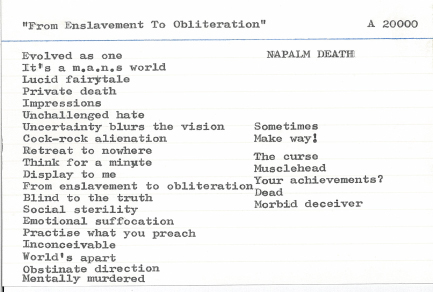 "From Enslavement To Obliteration"
A 20000
NAPALM DEATH
Evolved as one
It's a m.a.n.s world
Lucid fairytale
Private death
Impressions
Unchallenged hate
Uncertainty blurs the vision
Cock-rock alienation
Retreat to nowhere
Think for a minute
Display to me
From enslavement to obliteration
Blind to the truth
Social sterility
Emotional suffocation
Practise what you preach
Inconceivable
World's apart
Obstinate direction
Mentally murdered
Sometimes
Make way!
The curse
Musclehead
Your achievements?
Dead
Morbid deceiver